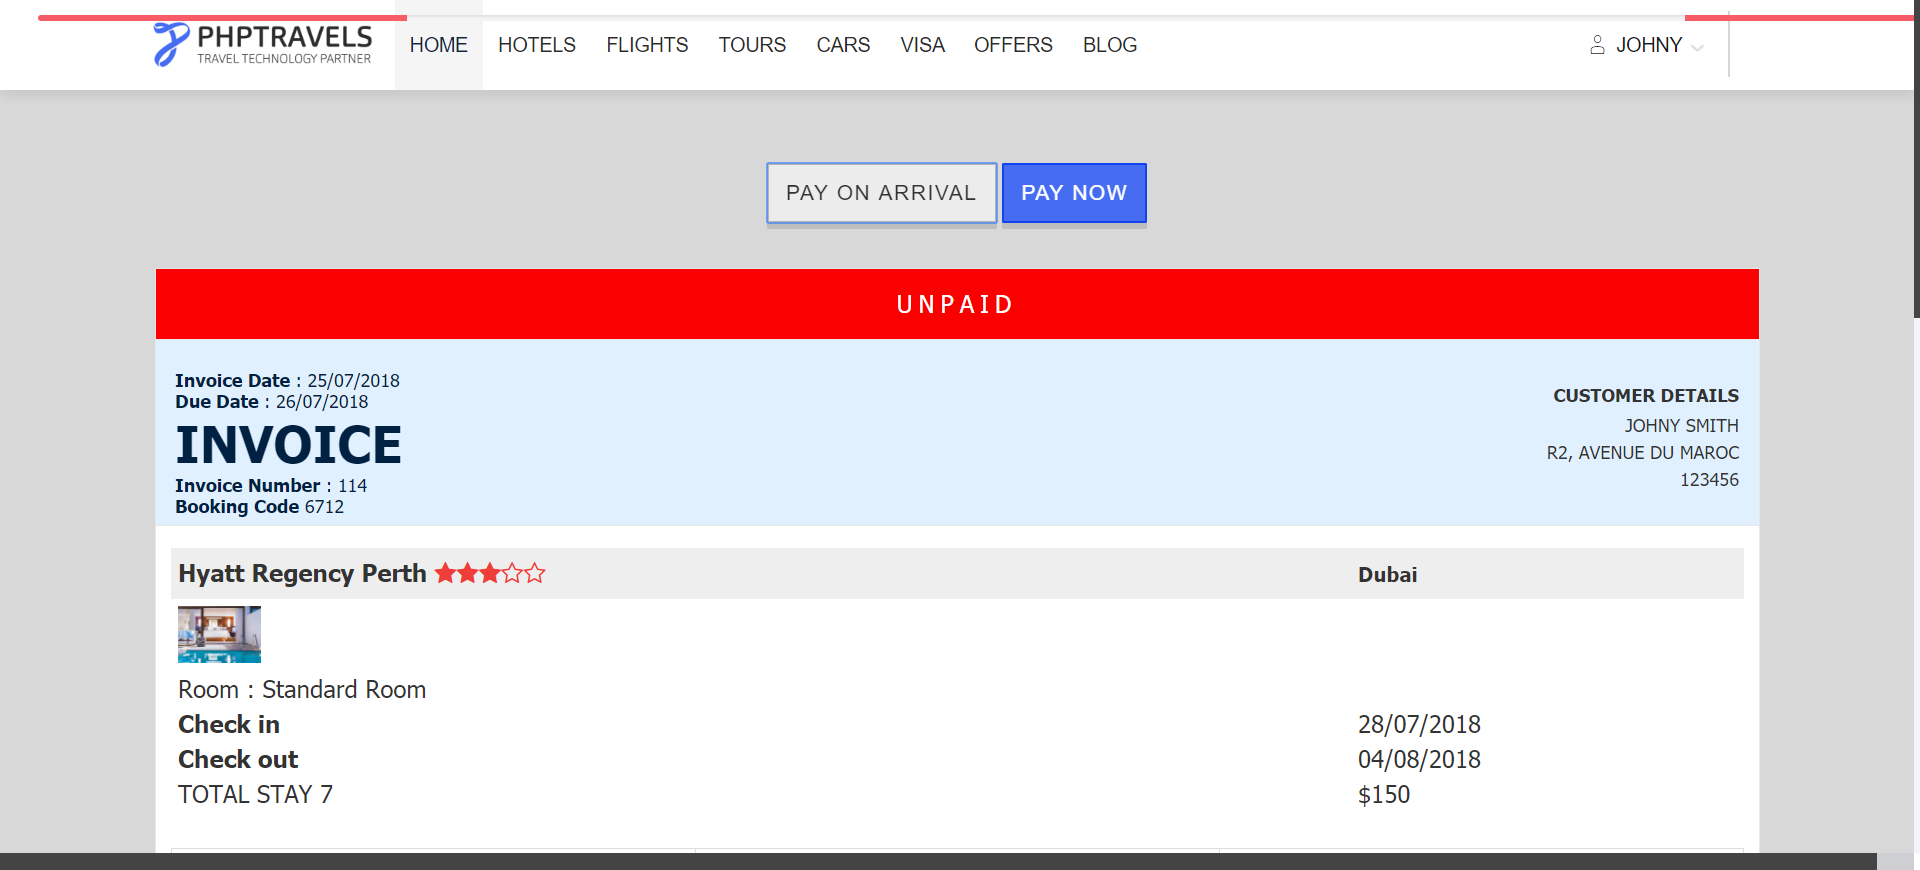 PHPTRAVELS
TRAVEL TECHNOLOGY PARTNER
HOME HOTELS FLIGHTS TOURS CARS VISA OFFERS BLOG JOHNY
PAY ON ARRIVAL PAY NOW
UNPAID
Invoice Date : 25/07/2018
Due Date : 26/07/2018
INVOICE
Invoice Number : 114
Booking Code 6712
CUSTOMER DETAILS
JOHNY SMITH
R2, AVENUE DU MAROC
123456
Hyatt Regency Perth Dubai
Room : Standard Room
Check in 28/07/2018
Check out 04/08/2018
TOTAL STAY 7 $150